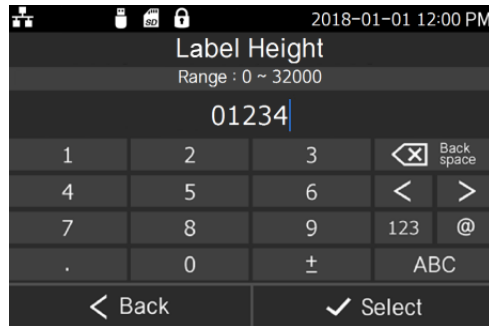 SD 2018-01-01 12:00 PM
Label Height
Range : 0 ~ 32000
01234
1 2 3 Back space
4 5 6 < >
7 8 9 123 @
. 0 ± ABC
< Back ✓ Select